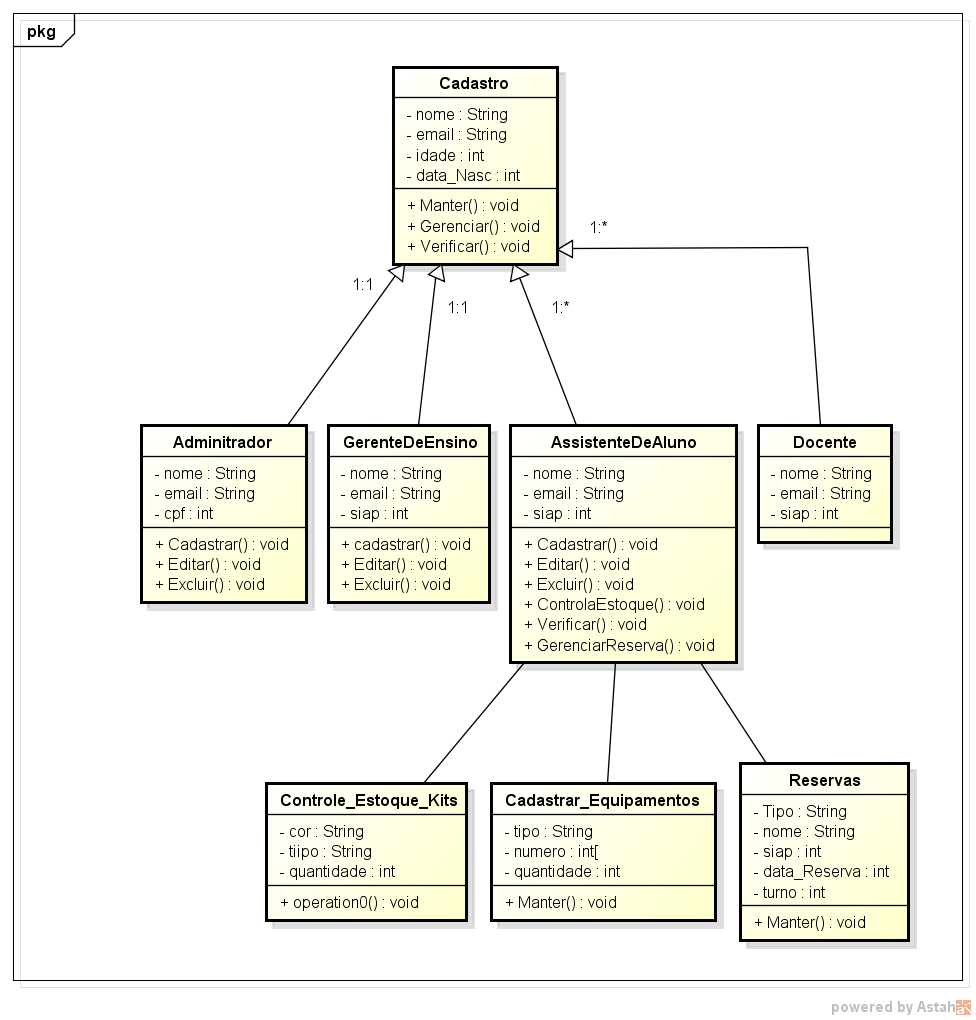 pkg
Cadastro
- nome : String
- email : String
- idade : int
- data_Nasc : int
+ Manter() : void
+ Gerenciar() : void
+ Verificar() : void
1:*
1:1
1:1
1:*
Adminitrador
- nome : String
- email : String
- cpf : int
+ Cadastrar() : void
+ Editar() : void
+ Excluir() : void
GerenteDeEnsino
- nome : String
- email : String
- siap : int
+ cadastrar() : void
+ Editar() : void
+ Excluir() : void
AssistenteDeAluno
- nome : String
- email : String
- siap : int
+ Cadastrar() : void
+ Editar() : void
+ Excluir() : void
+ ControlaEstoque() : void
+ Verificar() : void
+ GerenciarReserva() : void
Docente
- nome : String
- email : String
- siap : int
Controle_Estoque_Kits
- cor : String
- tiipo : String
- quantidade : int
+ operation0() : void
Cadastrar_Equipamentos
- tipo : String
- numero : int[
- quantidade : int
+ Manter() : void
Reservas
- Tipo : String
- nome : String
- siap : int
- data_Reserva : int
- turno : int
+ Manter() : void
powered by Astah